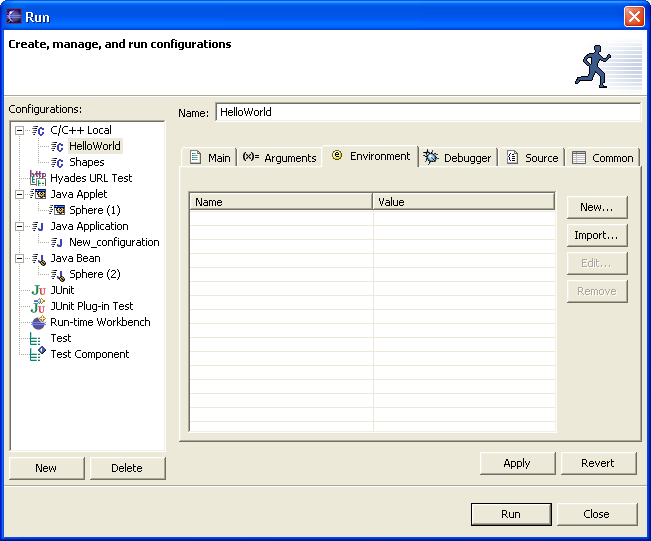 Run
Create, manage, and run configurations
Configurations:
C/C++ Local
HelloWorld
Shapes
Hyades URL Test
Java Applet
Sphere (1)
Java Application
New_configuration
Java Bean
Sphere (2)
JUnit
JUnit Plug-in Test
Run-time Workbench
Test
Test Component
New Delete
Name: HelloWorld
Main (x)= Arguments Environment Debugger Source Common
Name Value
New...
Import...
Edit...
Remove
Apply Revert
Run Close